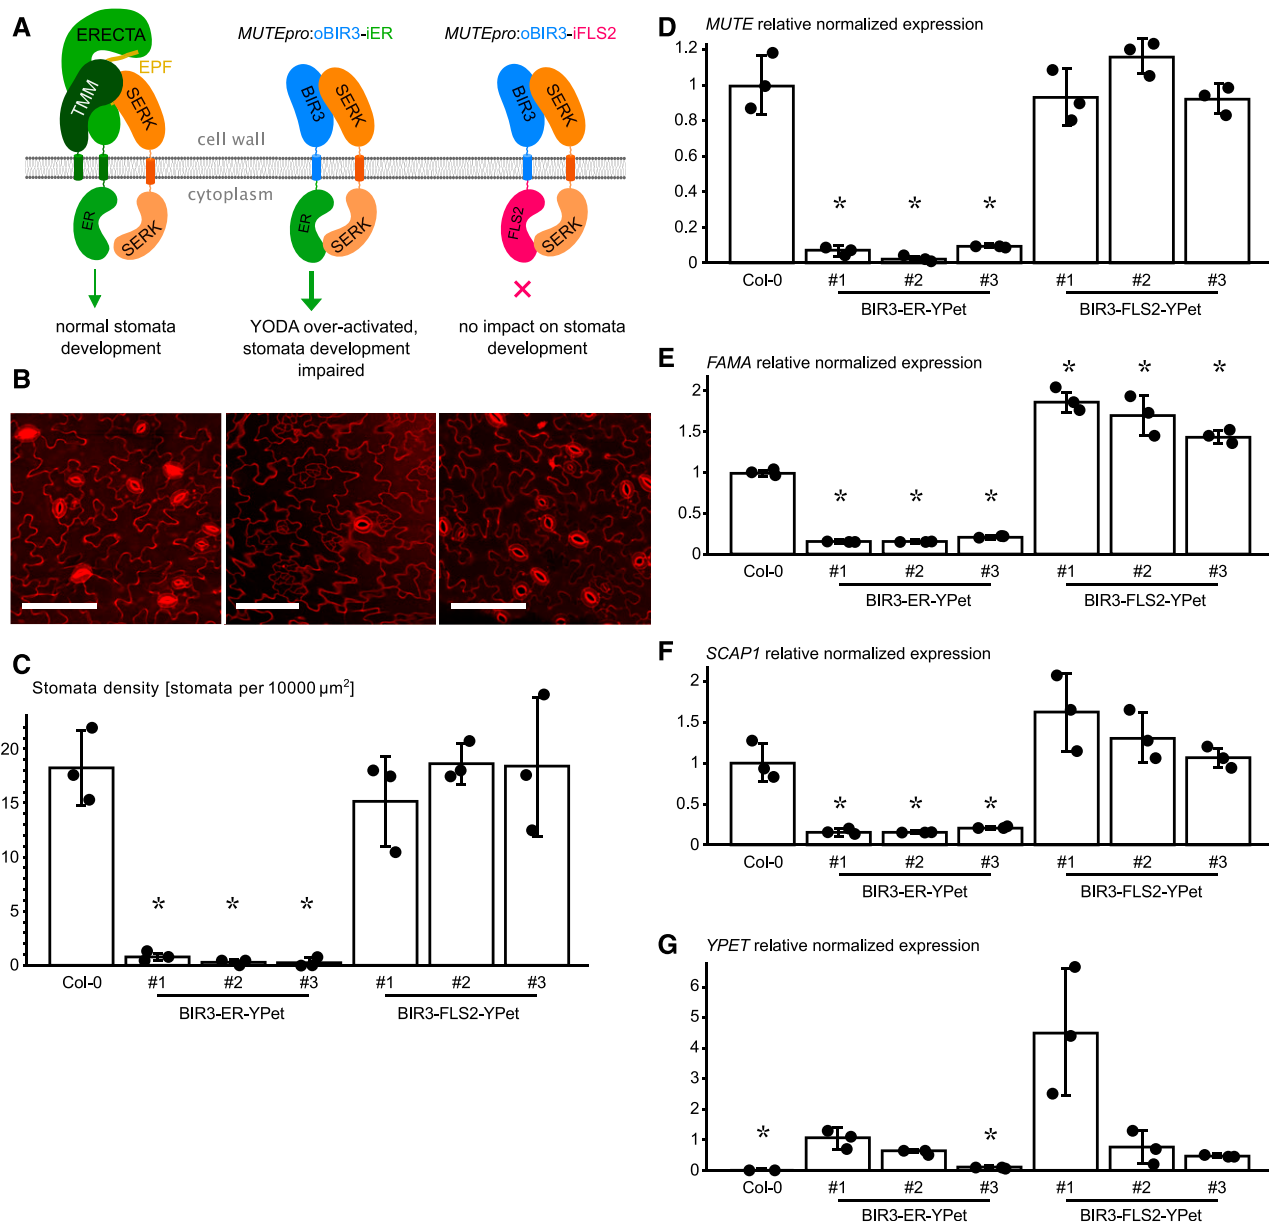 A
ERECTA
EPF
TMM
SERK
ER
SERK
MUTEpro:oBIR3-iER
BIR3
SERK
ER
SERK
MUTEpro:oBIR3-iFLS2
BIR3
SERK
FLS2
SERK
cell wall
cytoplasm
normal stomata
development
YODA over-activated,
stomata development
impaired
no impact on stomata
development
B
C
Stomata density [stomata per 10000 µm²]
20
15
10
5
0
Col-0
#1
#2
#3
#1
#2
#3
BIR3-ER-YPet
BIR3-FLS2-YPet
*
*
*
D
MUTE relative normalized expression
1.2
1
0.8
0.6
0.4
0.2
0
*
*
*
Col-0
#1
#2
#3
#1
#2
#3
BIR3-ER-YPet
BIR3-FLS2-YPet
E
FAMA relative normalized expression
2
1.5
1
0.5
0
*
*
*
*
*
*
Col-0
#1
#2
#3
#1
#2
#3
BIR3-ER-YPet
BIR3-FLS2-YPet
F
SCAP1 relative normalized expression
2
1.5
1
0.5
0
*
*
*
Col-0
#1
#2
#3
#1
#2
#3
BIR3-ER-YPet
BIR3-FLS2-YPet
G
YPET relative normalized expression
6
5
4
3
2
1
0
*
*
Col-0
#1
#2
#3
#1
#2
#3
BIR3-ER-YPet
BIR3-FLS2-YPet